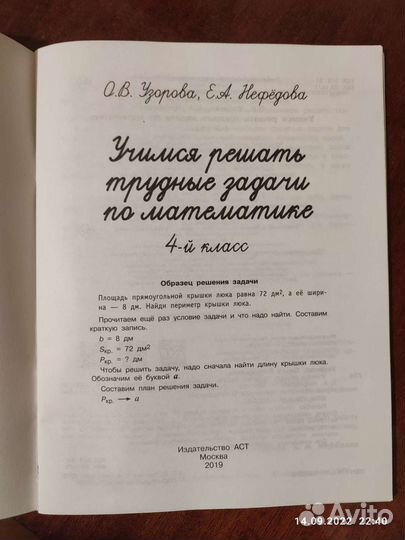 О.В. Узорова, Е.А. Нефёдова
Учимся решать
трудные задачи
по математике
4-й класс
Образец решения задачи
Площадь прямоугольной крышки люка равна 72 дм², а её шири-
на — 8 дм. Найди периметр крышки люка.
Прочитаем ещё раз условие задачи и что надо найти. Составим
краткую запись.
b = 8 дм
Sкр. = 72 дм²
Pкр. = ? дм
Чтобы решить задачу, надо сначала найти длину крышки люка.
Обозначим её буквой а.
Составим план решения задачи.
Pкр. → a
Издательство АСТ
Москва
2019
Avito
14.09.2022 22:40